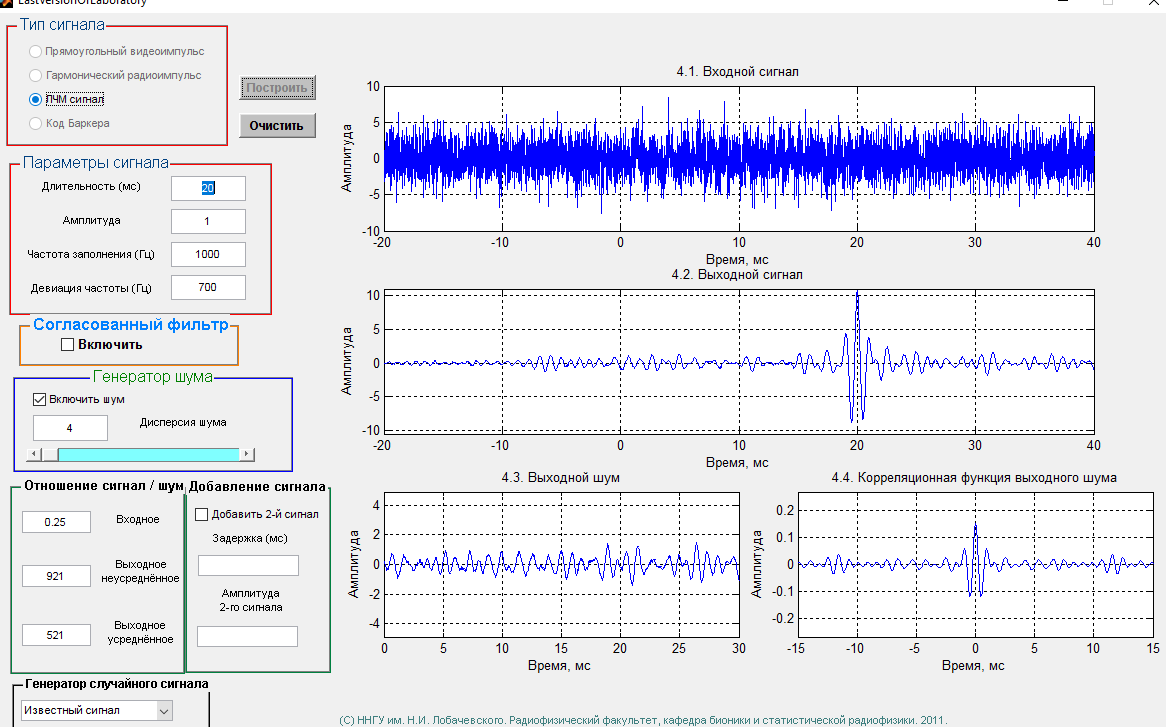 LastVersionOfLaboratory
Тип сигнала
Прямоугольный видеоимпульс
Гармонический радиоимпульс
ЛЧМ сигнал
Код Баркера
Построить
Очистить
Параметры сигнала
Длительность (мс)
20
Амплитуда
1
Частота заполнения (Гц)
1000
Девиация частоты (Гц)
700
Согласованный фильтр
Включить
Генератор шума
Включить шум
4
Дисперсия шума
Отношение сигнал / шум
0.25
Входное
921
Выходное
неусреднённое
521
Выходное
усреднённое
Добавление сигнала
Добавить 2-й сигнал
Задержка (мс)
Амплитуда
2-го сигнала
Генератор случайного сигнала
Известный сигнал
4.1. Входной сигнал
Амплитуда
10
5
0
-5
-10
-20 -10 0 10 20 30 40
Время, мс
4.2. Выходной сигнал
Амплитуда
10
5
0
-5
-10
-20 -10 0 10 20 30 40
Время, мс
4.3. Выходной шум
Амплитуда
4
2
0
-2
-4
0 5 10 15 20 25 30
Время, мс
4.4. Корреляционная функция выходного шума
Амплитуда
0.2
0.1
0
-0.1
-0.2
-15 -10 -5 0 5 10 15
Время, мс
(С) ННГУ им. Н.И. Лобачевского. Радиофизический факультет, кафедра бионики и статистической радиофизики. 2011.